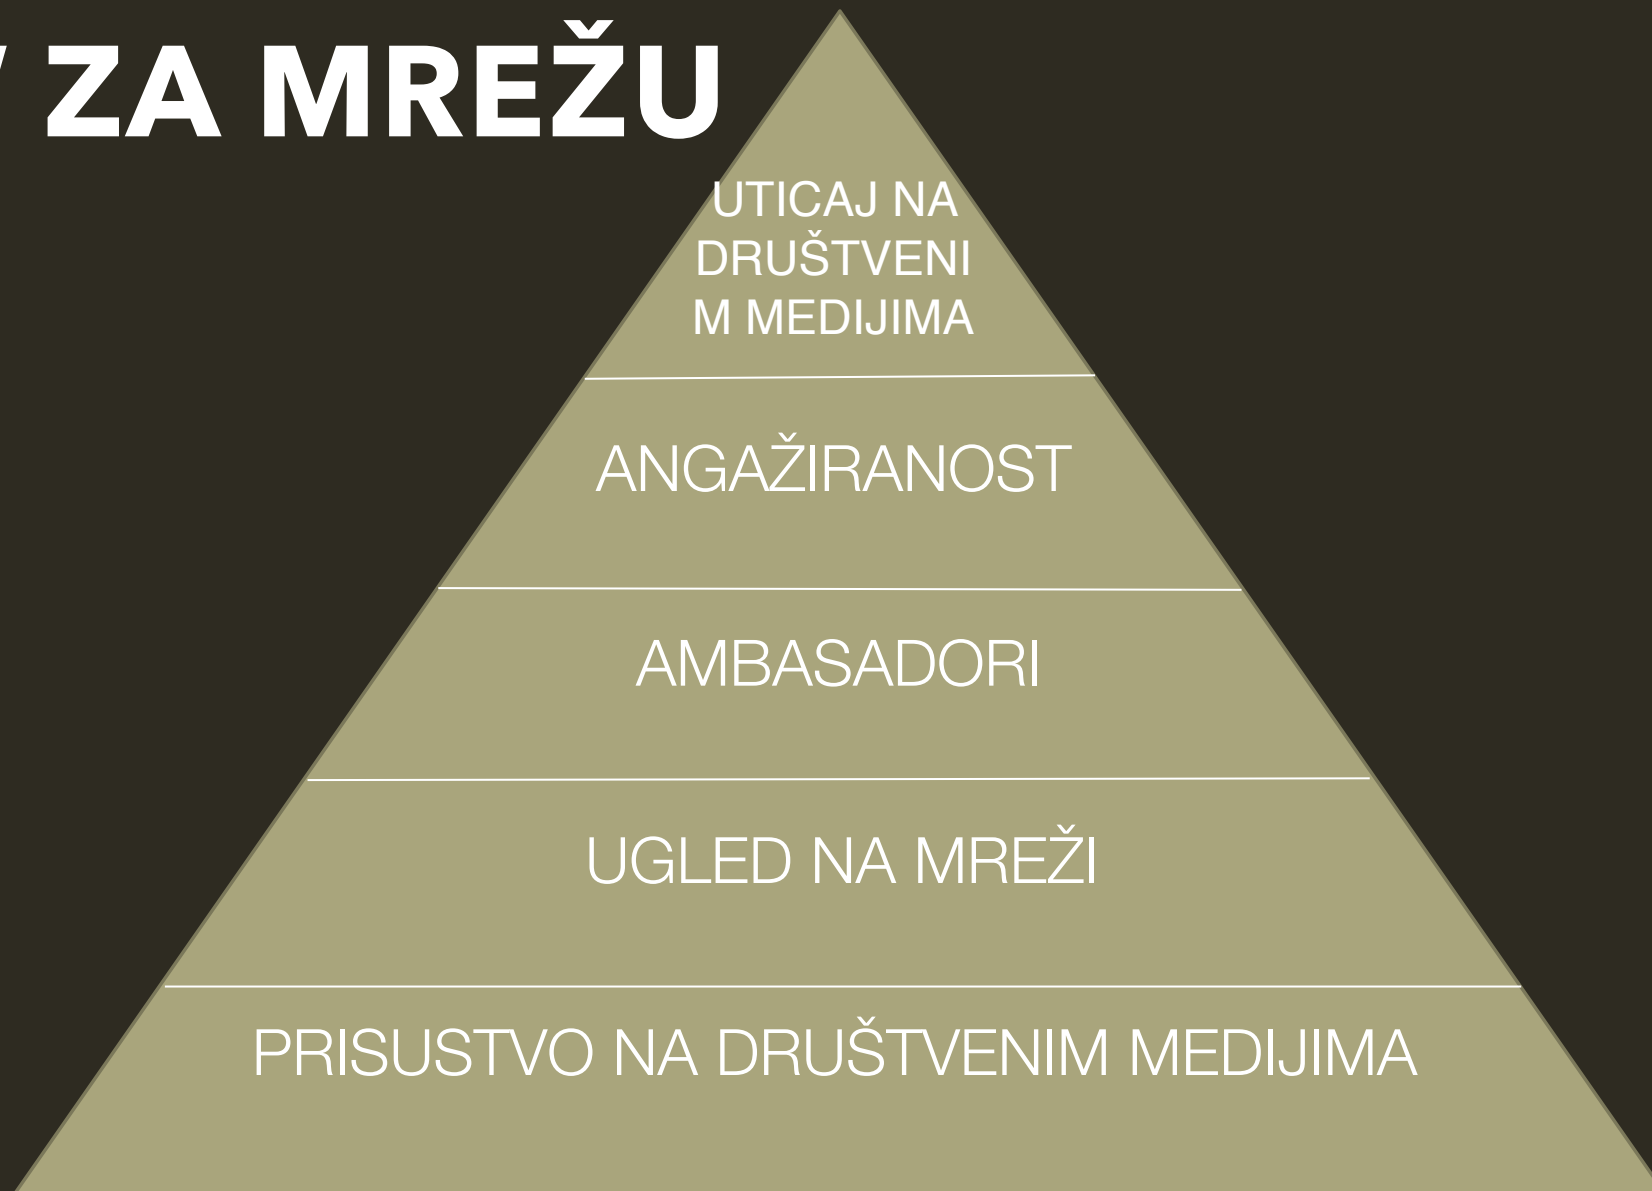 ZA MREŽU
UTICAJ NA
DRUŠTVENI
M MEDIJIMA
ANGAŽIRANOST
AMBASADORI
UGLED NA MREŽI
PRISUSTVO NA DRUŠTVENIM MEDIJIMA